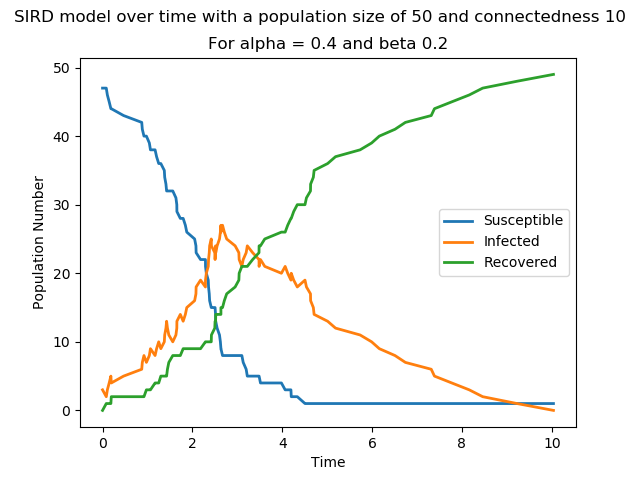 SIRD model over time with a population size of 50 and connectedness 10
For alpha = 0.4 and beta 0.2
50
40
30
20
10
0
Population Number
Susceptible
Infected
Recovered
0 2 4 6 8 10
Time